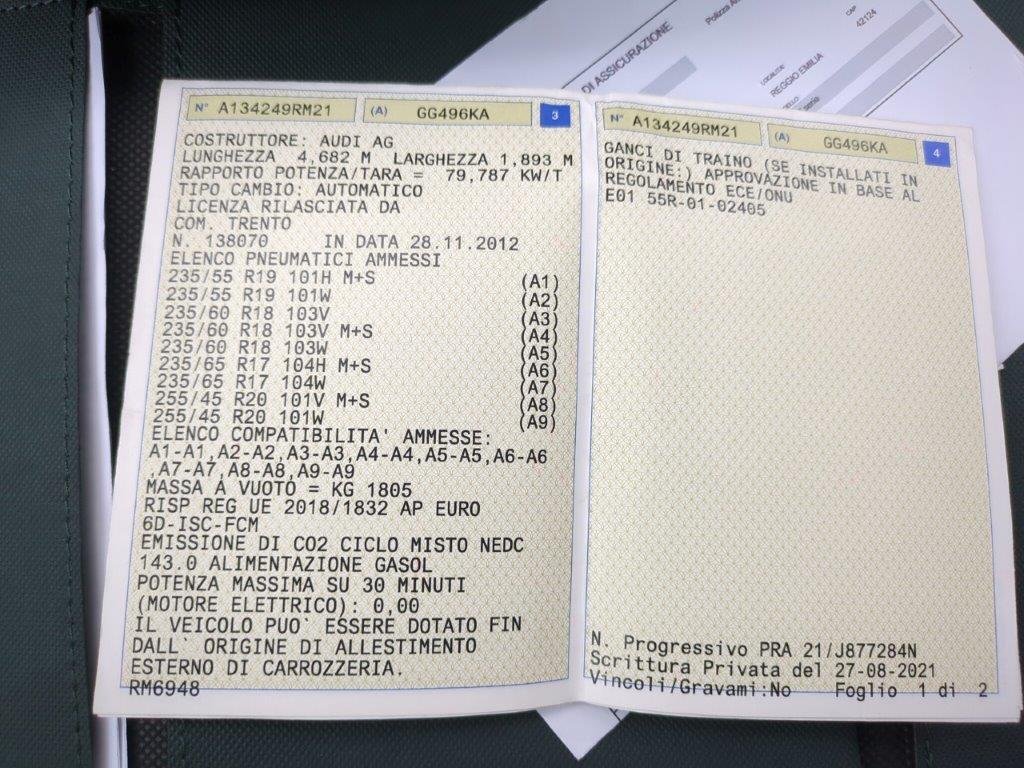 DI ASSICURAZIONE
Polizza
LOCALITA'
REGGIO EMILIA
CAP
42124
serie
N° A134249RM21 (A) GG496KA 3
COSTRUTTORE: AUDI AG
LUNGHEZZA 4,682 M LARGHEZZA 1,893 M
RAPPORTO POTENZA/TARA = 79,787 KW/T
TIPO CAMBIO: AUTOMATICO
LICENZA RILASCIATA DA
COM. TRENTO
N. 138070 IN DATA 28.11.2012
ELENCO PNEUMATICI AMMESSI
235/55 R19 101H M+S (A1)
235/55 R19 101W (A2)
235/60 R18 103V (A3)
235/60 R18 103V M+S (A4)
235/60 R18 103W (A5)
235/65 R17 104H M+S (A6)
235/65 R17 104W (A7)
255/45 R20 101V M+S (A8)
255/45 R20 101W (A9)
ELENCO COMPATIBILITA' AMMESSE:
A1-A1,A2-A2,A3-A3,A4-A4,A5-A5,A6-A6
,A7-A7,A8-A8,A9-A9
MASSA A VUOTO = KG 1805
RISP REG UE 2018/1832 AP EURO
6D-ISC-FCM
EMISSIONE DI CO2 CICLO MISTO NEDC
143.0 ALIMENTAZIONE GASOL
POTENZA MASSIMA SU 30 MINUTI
(MOTORE ELETTRICO): 0,00
IL VEICOLO PUO` ESSERE DOTATO FIN
DALL` ORIGINE DI ALLESTIMENTO
ESTERNO DI CARROZZERIA.
RM6948
N° A134249RM21 (A) GG496KA 4
GANCI DI TRAINO (SE INSTALLATI IN
ORIGINE:) APPROVAZIONE IN BASE AL
REGOLAMENTO ECE/ONU
E01 55R-01-02405
N. Progressivo PRA 21/J877284N
Scrittura Privata del 27-08-2021
Vincoli/Gravami:No Foglio 1 di 2